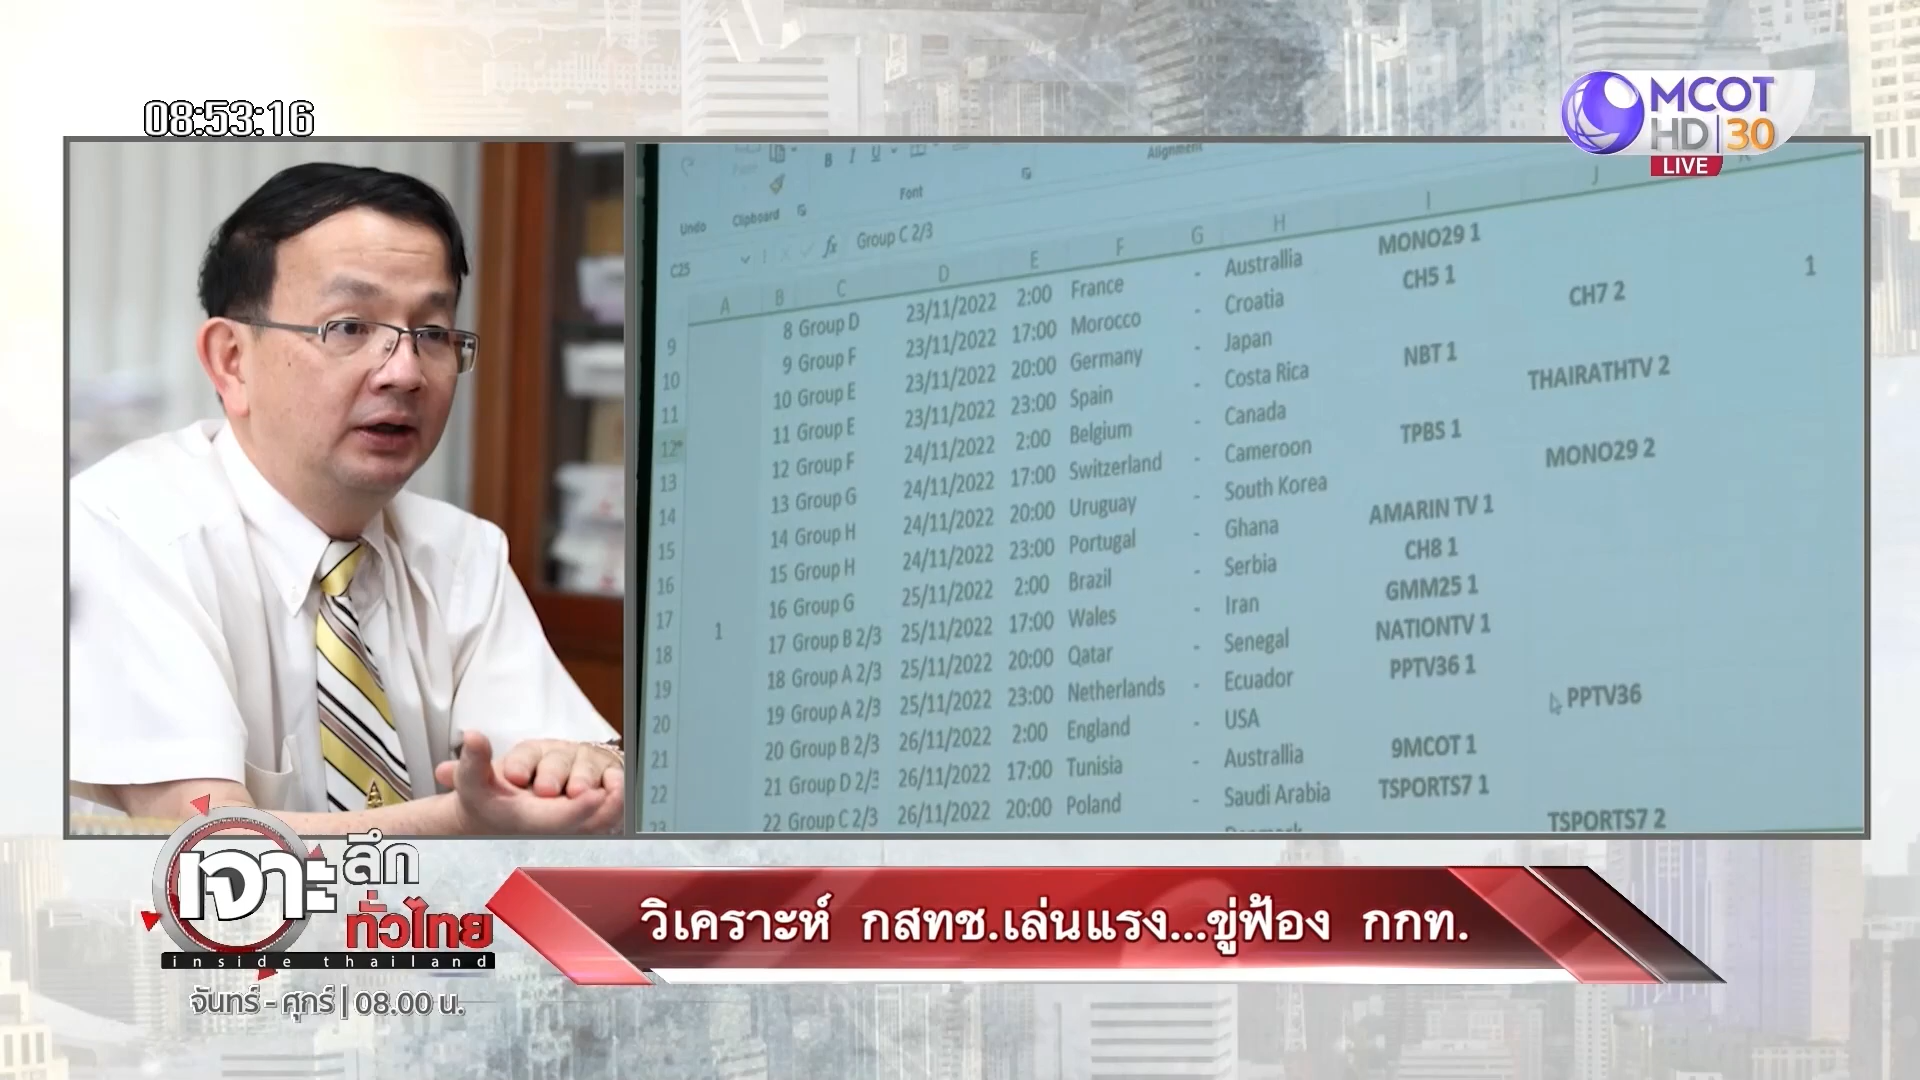 08:53:16
MCOT
HD|30
LIVE
Undo
Clipboard
Font
Alignment
C25
fx
Group C 2/3
A B C D E F G H I J
9 8 Group D 23/11/2022 2:00 France - Australlia MONO29 1
10 9 Group F 23/11/2022 17:00 Morocco - Croatia CH5 1
11 10 Group E 23/11/2022 20:00 Germany - Japan CH7 2 1
12 11 Group E 23/11/2022 23:00 Spain - Costa Rica NBT 1
13 12 Group F 24/11/2022 2:00 Belgium - Canada THAIRATHTV 2
14 13 Group G 24/11/2022 17:00 Switzerland - Cameroon TPBS 1
15 14 Group H 24/11/2022 20:00 Uruguay - South Korea MONO29 2
16 15 Group H 24/11/2022 23:00 Portugal - Ghana AMARIN TV 1
17 16 Group G 25/11/2022 2:00 Brazil - Serbia CH8 1
18 1 17 Group B 2/3 25/11/2022 17:00 Wales - Iran GMM25 1
19 18 Group A 2/3 25/11/2022 20:00 Qatar - Senegal NATIONTV 1
20 19 Group A 2/3 25/11/2022 23:00 Netherlands - Ecuador PPTV36 1
21 20 Group B 2/3 26/11/2022 2:00 England - USA PPTV36
22 21 Group D 2/3 26/11/2022 17:00 Tunisia - Australlia 9MCOT 1
23 22 Group C 2/3 26/11/2022 20:00 Poland - Saudi Arabia TSPORTS7 1
TSPORTS7 2
เจาะลึก
ทั่วไทย
inside thailand
จันทร์ - ศุกร์ | 08.00 น.
วิเคราะห์ กสทช.เล่นแรง...ขู่ฟ้อง กกท.